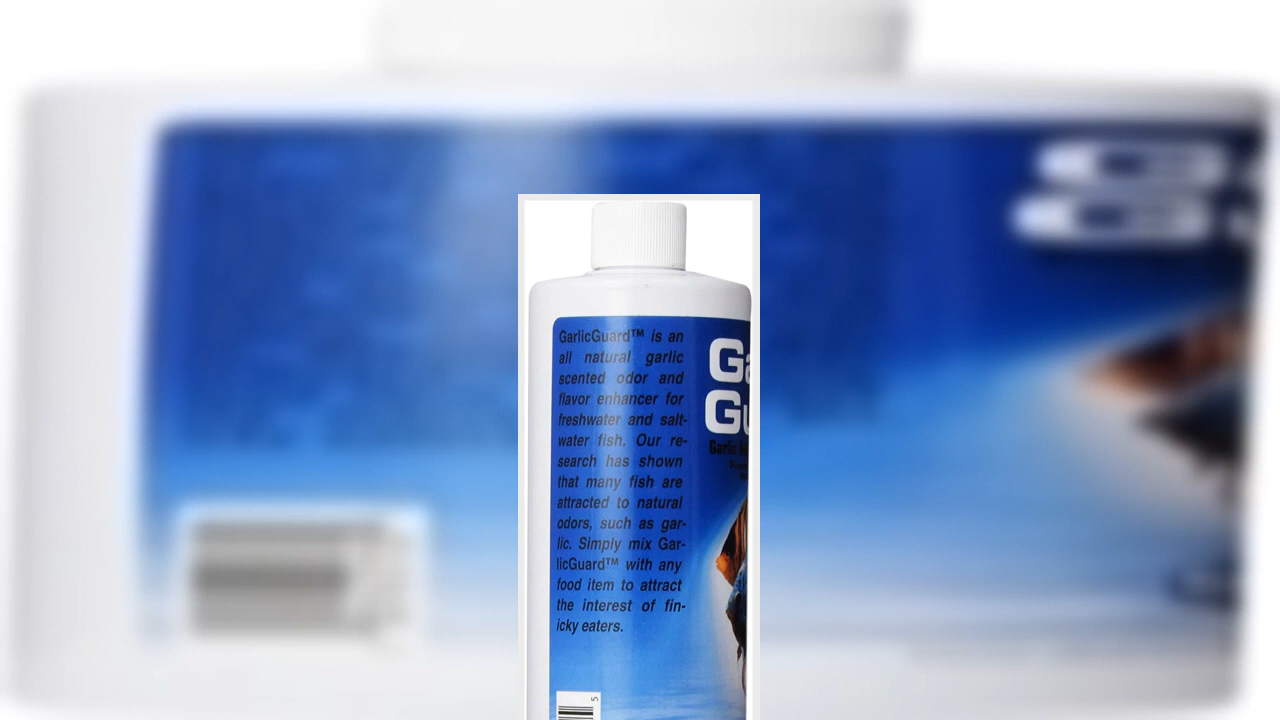 GarlicGuard™ is an
all natural garlic
scented odor and
flavor enhancer for
freshwater and salt-
water fish. Our re-
search has shown
that many fish are
attracted to natural
odors, such as gar-
lic. Simply mix Gar-
licGuard™ with any
food item to attract
the interest of fin-
icky eaters.
Ga
Gu
Garlic
5